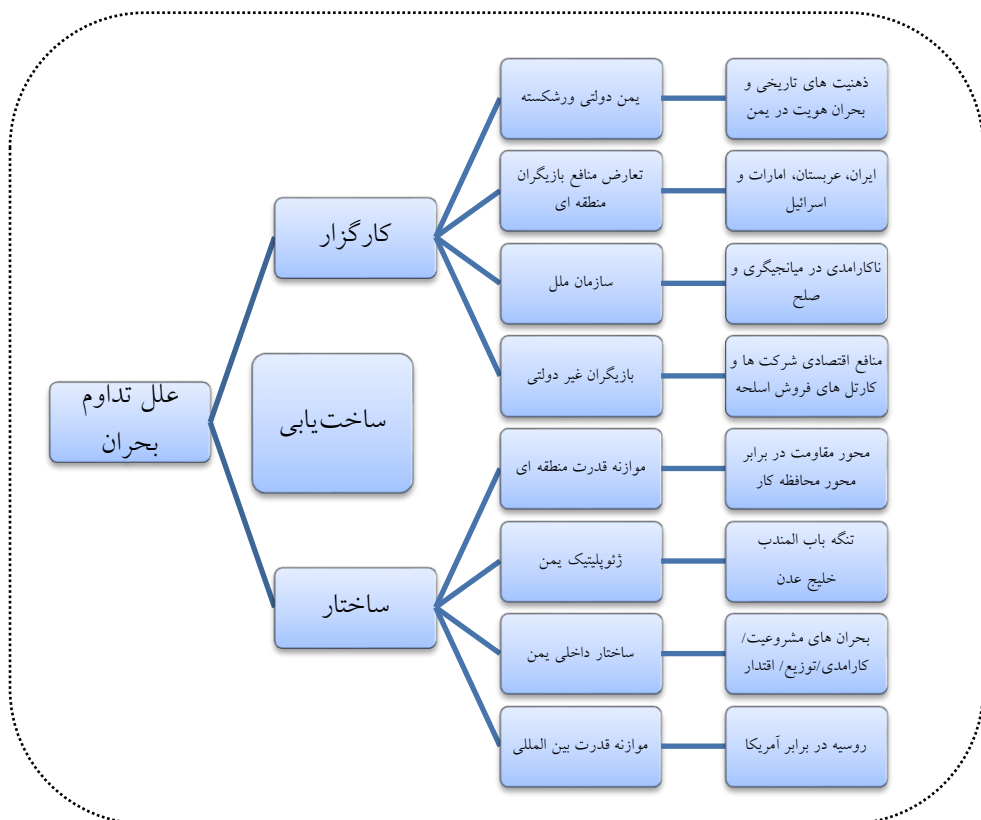 علل تداوم
بحران
کارگزار
یمن دولتی ورشکسته
ذهنیت های تاریخی و
بحران هویت در یمن
تعارض منافع بازیگران
منطقه ای
ایران، عربستان، امارات و
اسرائیل
سازمان ملل
ناکارامدی در میانجیگری و
صلح
بازیگران غیر دولتی
منافع اقتصادی شرکت ها و
کارتل های فروش اسلحه
ساخت‌یابی
ساختار
موازنه قدرت منطقه ای
محور مقاومت در برابر
محور محافظه کار
ژئوپلیتیک یمن
تنگه باب المندب
خلیج عدن
ساختار داخلی یمن
بحران های مشروعیت/
کارامدی/توزیع/ اقتدار
موازنه قدرت بین المللی
روسیه در برابر آمریکا